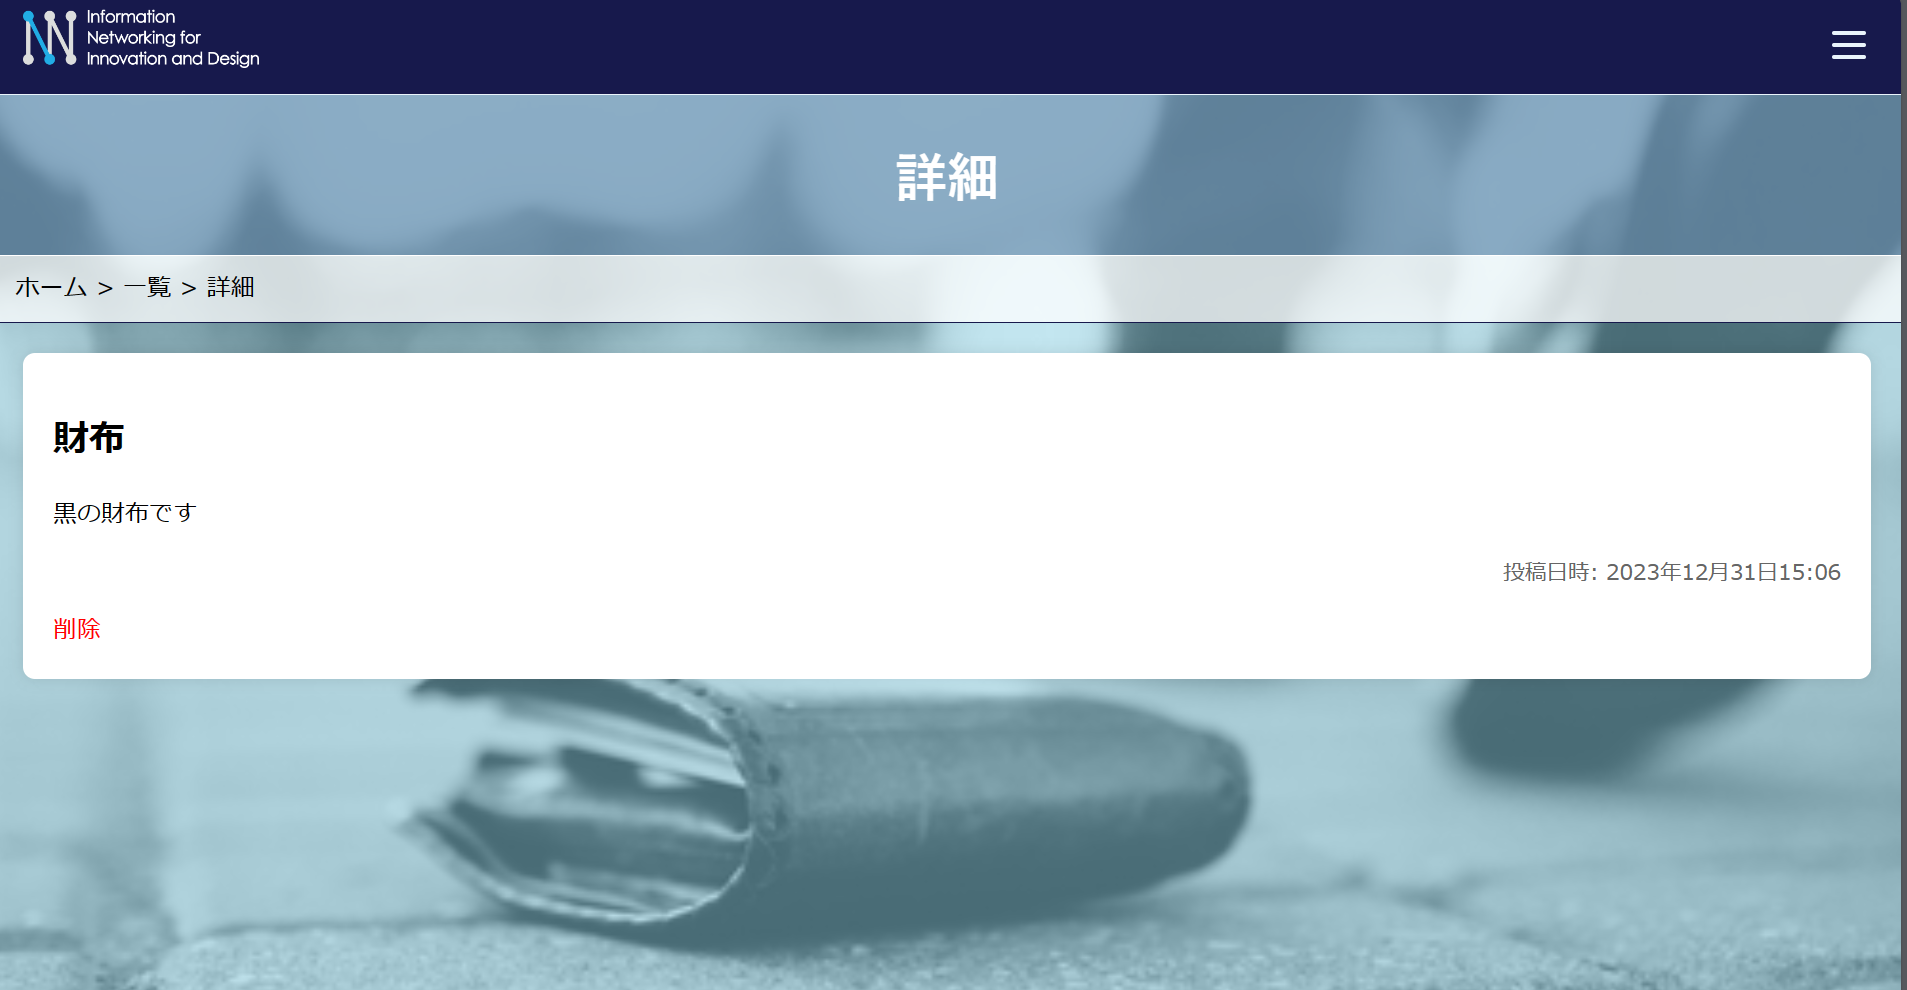 Information
Networking for
Innovation and Design
詳細
ホーム > 一覧 > 詳細
財布
黒の財布です
投稿日時: 2023年12月31日15:06
削除